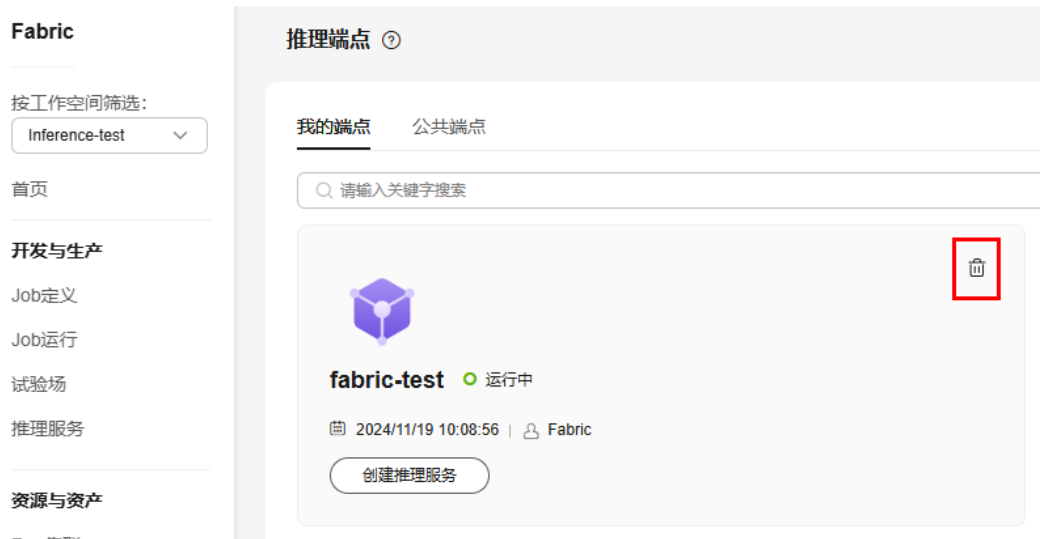 Fabric
按工作空间筛选:
Inference-test
首页
开发与生产
Job定义
Job运行
试验场
推理服务
资源与资产
推理端点
我的端点 公共端点
请输入关键字搜索
fabric-test 运行中
2024/11/19 10:08:56 | Fabric
创建推理服务